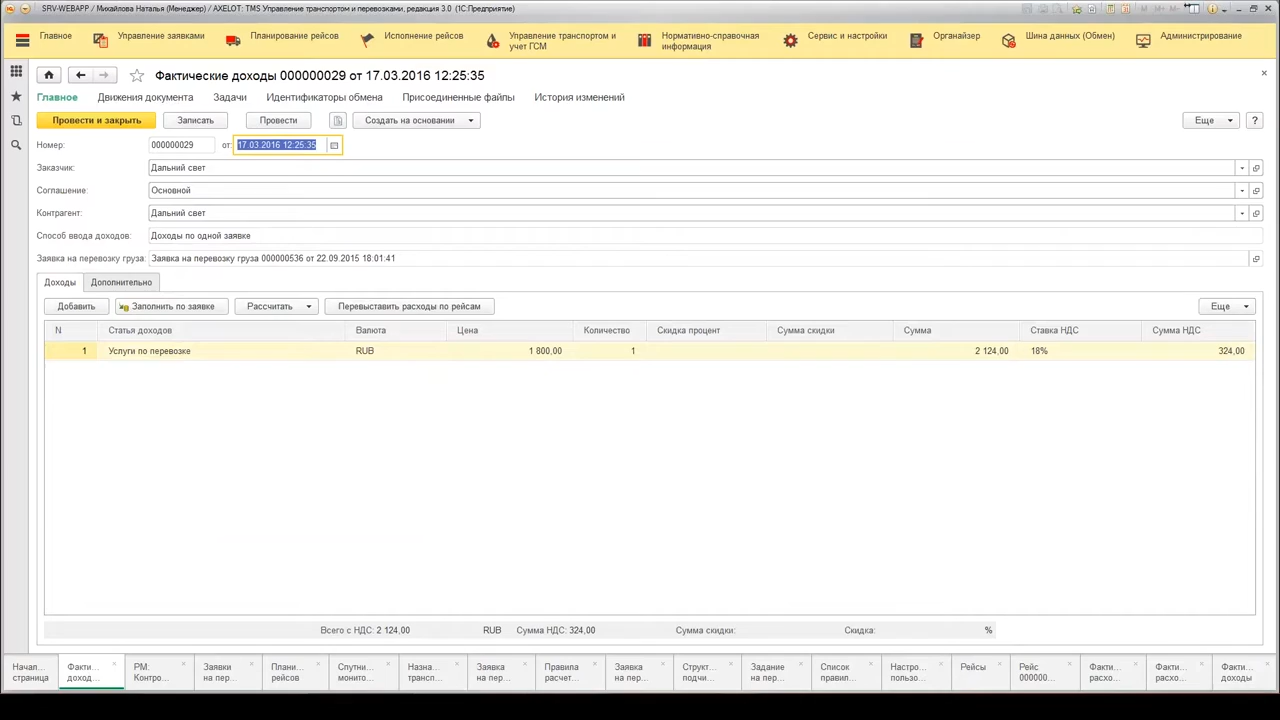 SRV-WEBAPP / Михайлова Наталья (Менеджер) / AXELOT: TMS Управление транспортом и перевозками, редакция 3.0 (1С:Предприятие)
M M+ M-
Главное
Управление заявками
Планирование рейсов
Исполнение рейсов
Управление транспортом и
учет ГСМ
Нормативно-справочная
информация
Сервис и настройки
Органайзер
Шина данных (Обмен)
Администрирование
Фактические доходы 000000029 от 17.03.2016 12:25:35
Главное Движения документа Задачи Идентификаторы обмена Присоединенные файлы История изменений
Провести и закрыть Записать Провести Создать на основании Еще ?
Номер: 000000029 от: 17.03.2016 12:25:35
Заказчик: Дальний свет
Соглашение: Основной
Контрагент: Дальний свет
Способ ввода доходов: Доходы по одной заявке
Заявка на перевозку груза: Заявка на перевозку груза 000000536 от 22.09.2015 18:01:41
Доходы Дополнительно
Добавить Заполнить по заявке Рассчитать Перевыставить расходы по рейсам Еще
N Статья доходов Валюта Цена Количество Скидка процент Сумма скидки Сумма Ставка НДС Сумма НДС
1 Услуги по перевозке RUB 1 800,00 1 2 124,00 18% 324,00
Всего с НДС: 2 124,00 RUB Сумма НДС: 324,00 Сумма скидки: Скидка: %
Начал...
страница
Факти...
доход...
РМ:
Контро...
Заявки
на пер...
Плани...
рейсов
Спутни...
монито...
Назна...
трансп...
Заявка
на пер...
Правила
расчет...
Заявка
на пер...
Структ...
подчи...
Задание
на пер...
Список
правил...
Настро...
пользо...
Рейсы
Рейс
000000...
Факти...
расхо...
Факти...
расхо...
Факти...
доходы